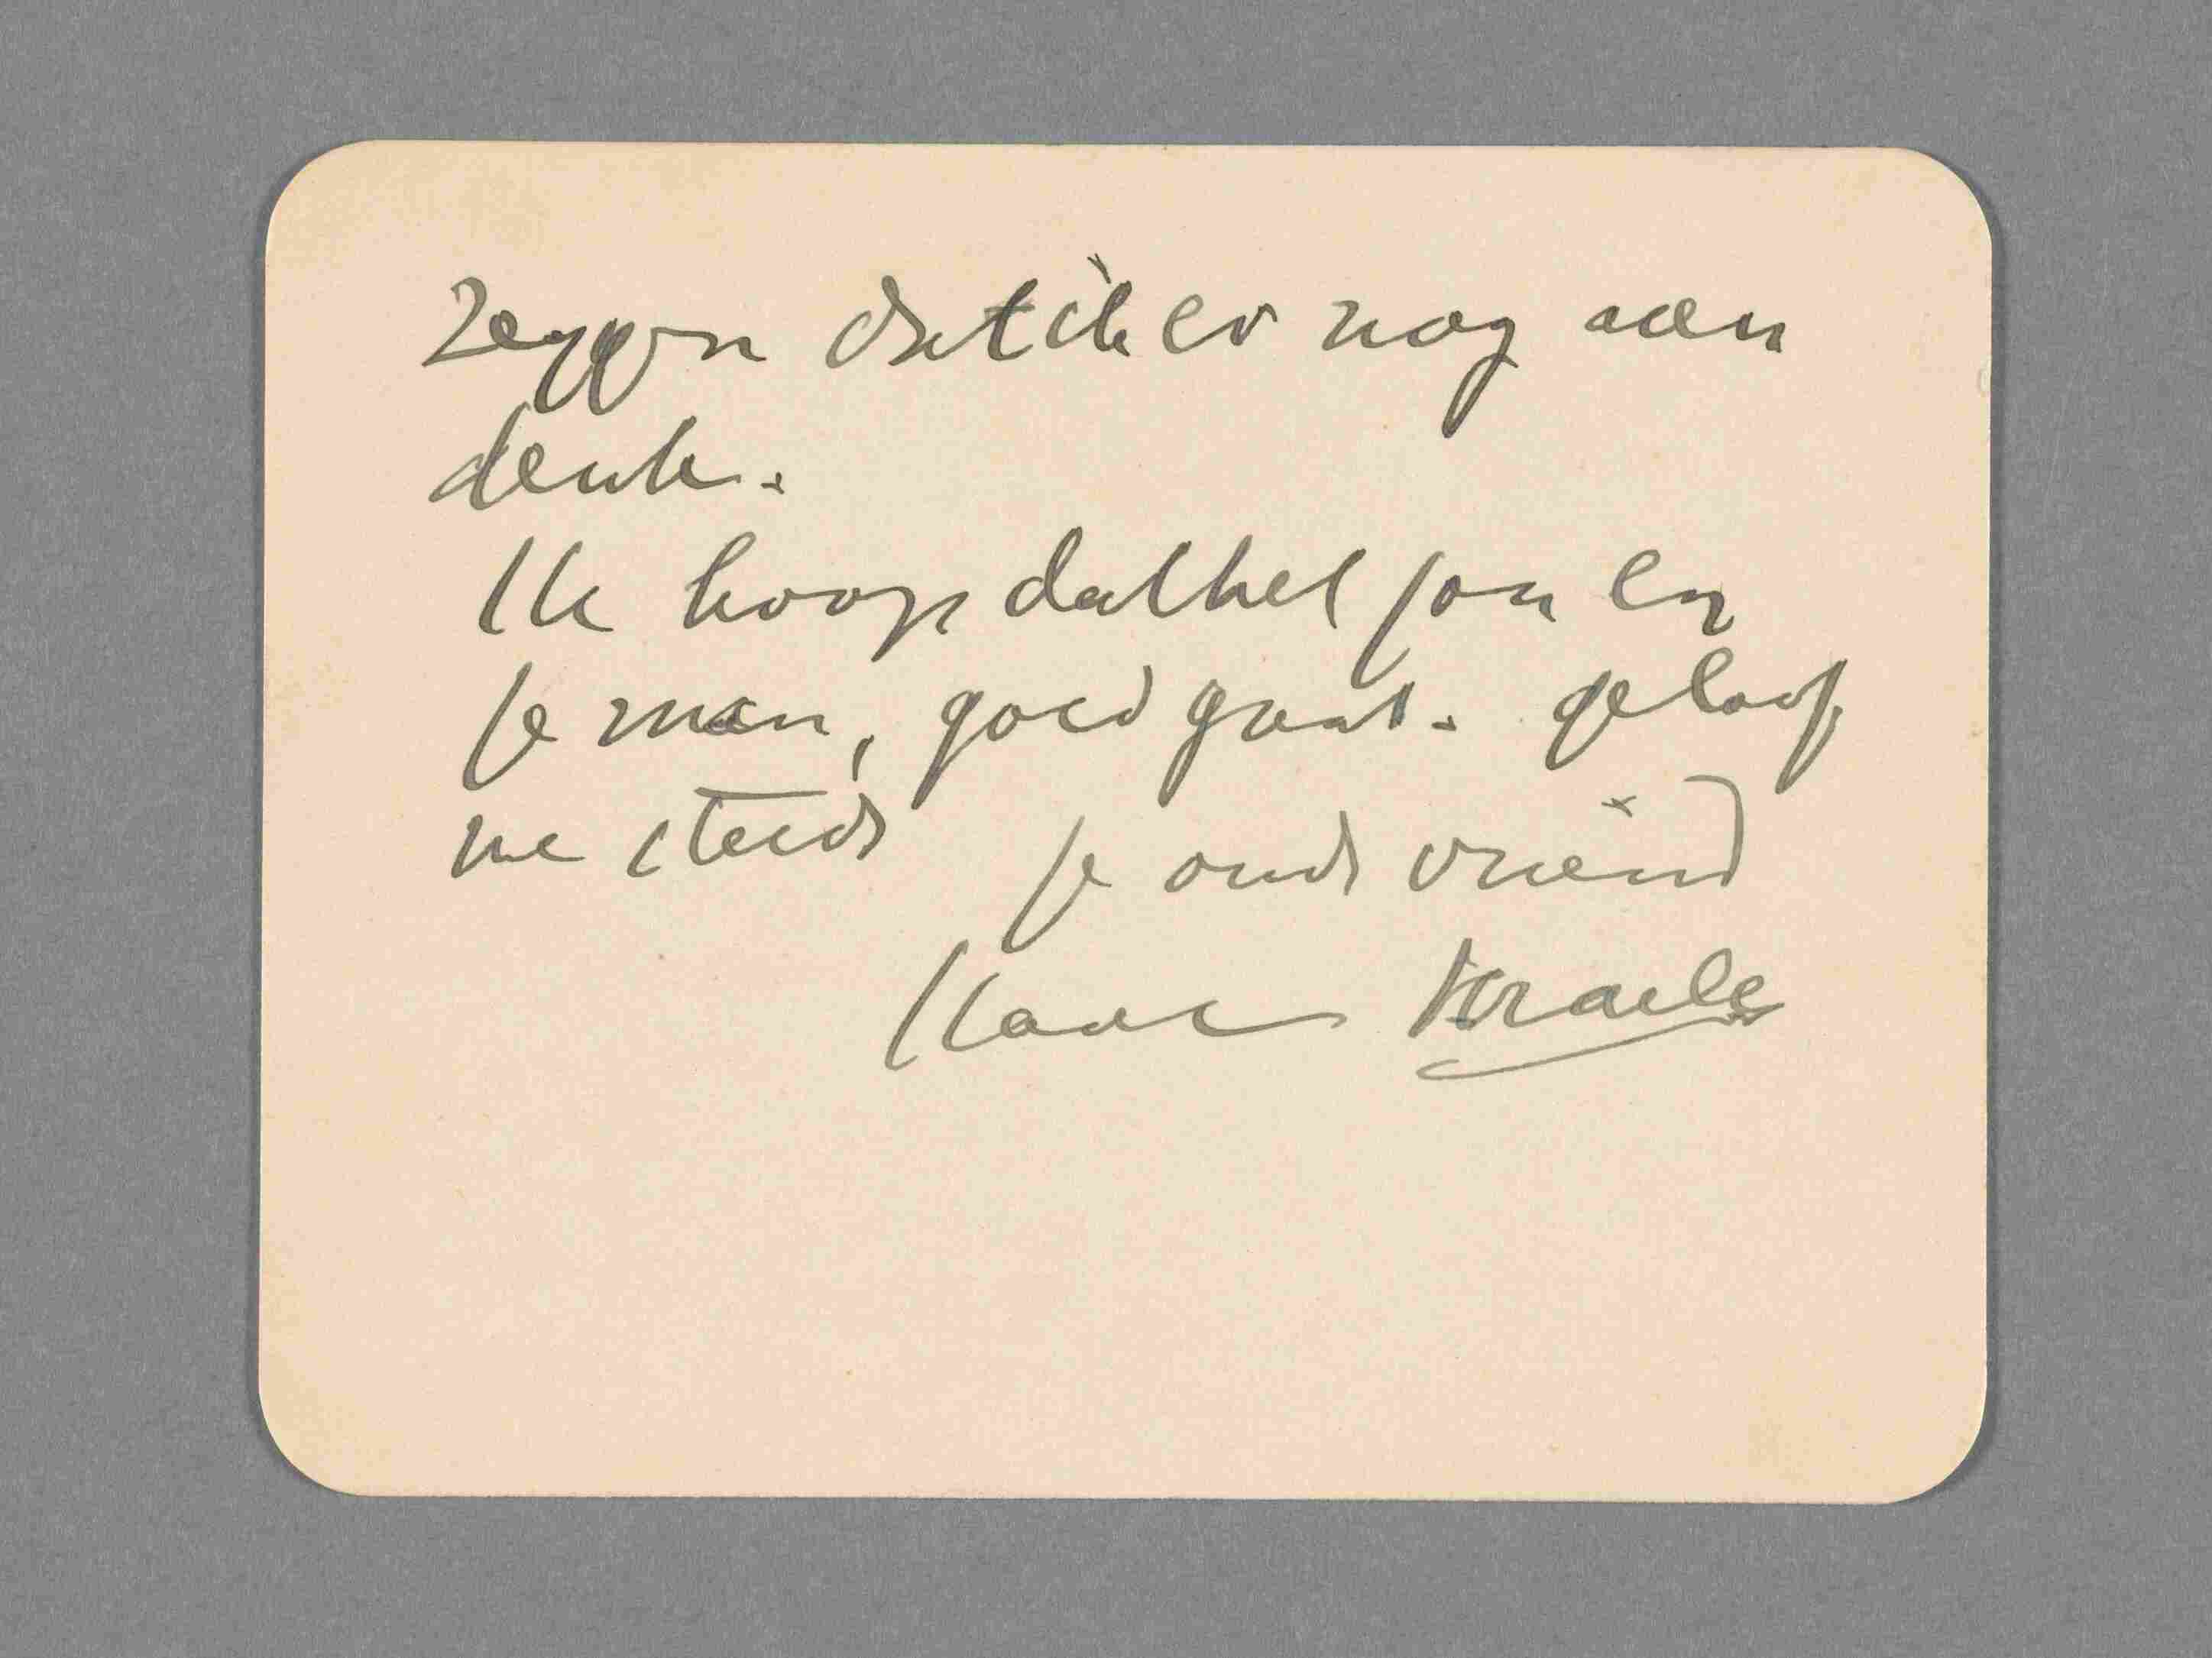 zeggen dat ik er nog aan
denk.
Ik hoop dat het jou en
je man, goed gaat. geloof
me steeds je oude vriend
Isaac Israels